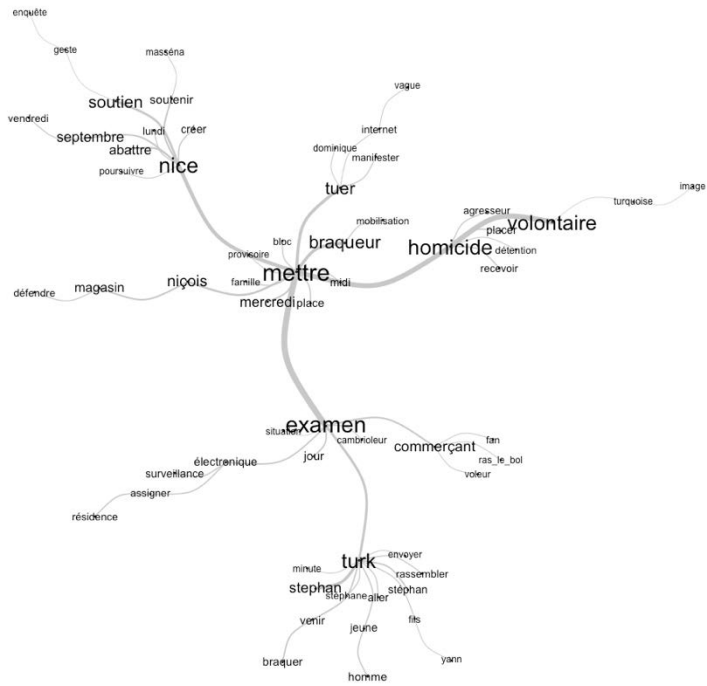 enquête
geste
masséna
soutien
soutenir
vague
vendredi
septembre
lundi
créer
internet
abattre
dominique
manifester
poursuivre
nice
tuer
image
turquoise
agresseur
volontaire
mobilisation
placer
bloc
braqueur
homicide
détention
provisoire
recevoir
mettre
niçois
famille
midi
magasin
défendre
mercredi
place
examen
situation
cambrioleur
commerçant
fan
jour
électronique
ras_le_bol
surveillance
voleur
assigner
résidence
envoyer
turk
minute
rassembler
stephan
stéphan
stéphane
aller
venir
jeune
fils
braquer
yann
homme